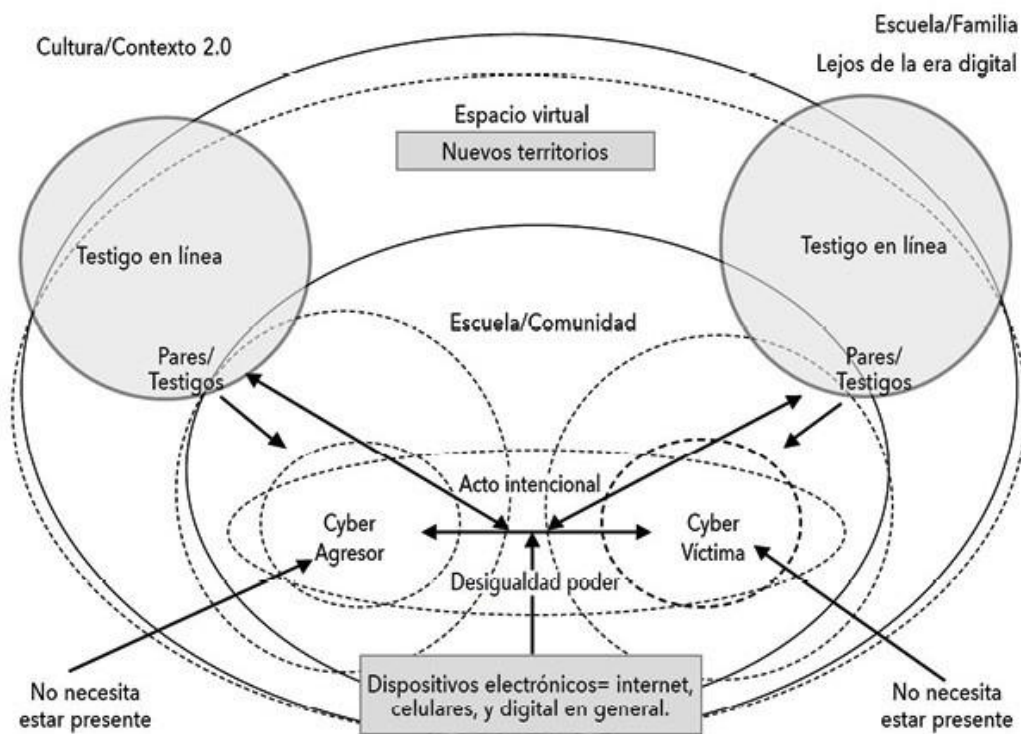 Cultura/Contexto 2.0
Escuela/Familia
Lejos de la era digital
Espacio virtual
Nuevos territorios
Testigo en línea
Testigo en línea
Escuela/Comunidad
Pares/
Testigos
Pares/
Testigos
Acto intencional
Cyber
Agresor
Cyber
Víctima
Desigualdad poder
No necesita
estar presente
Dispositivos electrónicos= internet,
celulares, y digital en general.
No necesita
estar presente